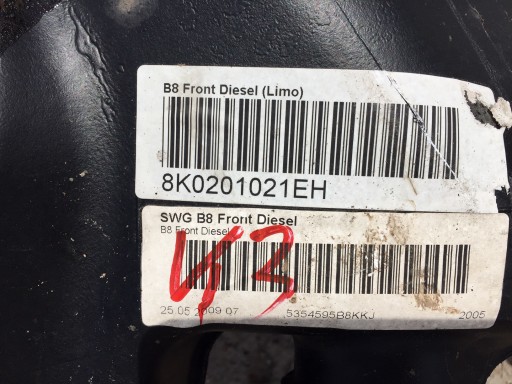 B8 Front Diesel (Limo)
8K0201021EH
SWG B8 Front Diesel
B8 Front Diesel
43
25.05 2009 07 5354595B8KKJ 2005